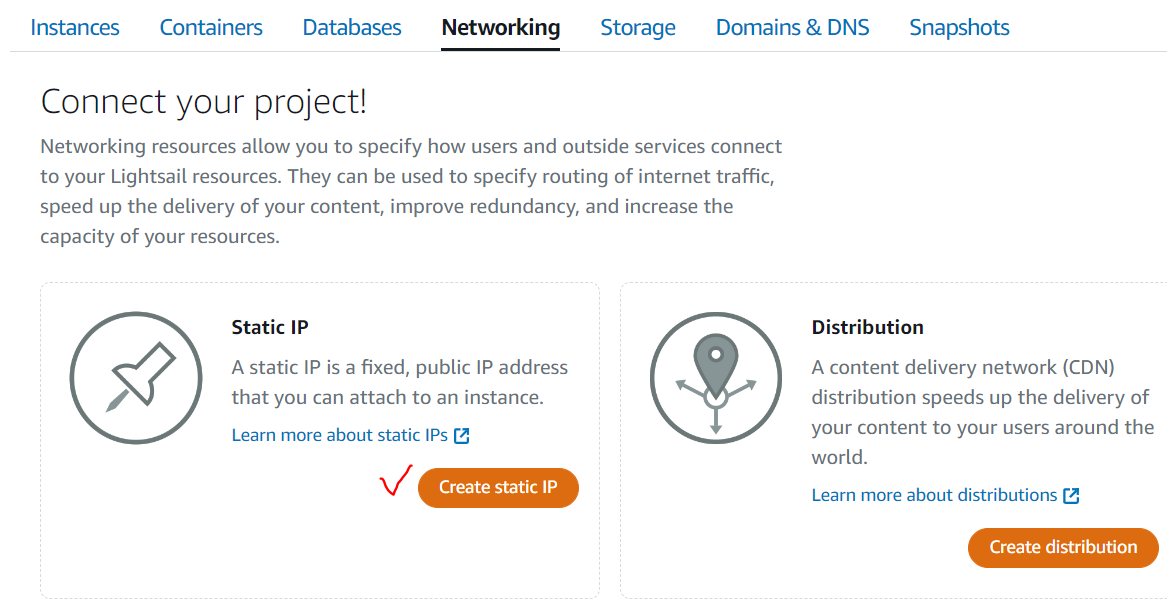 Instances Containers Databases Networking Storage Domains & DNS Snapshots
Connect your project!
Networking resources allow you to specify how users and outside services connect
to your Lightsail resources. They can be used to specify routing of internet traffic,
speed up the delivery of your content, improve redundancy, and increase the
capacity of your resources.
Static IP
A static IP is a fixed, public IP address
that you can attach to an instance.
Learn more about static IPs
Create static IP
Distribution
A content delivery network (CDN)
distribution speeds up the delivery of
your content to your users around the
world.
Learn more about distributions
Create distribution